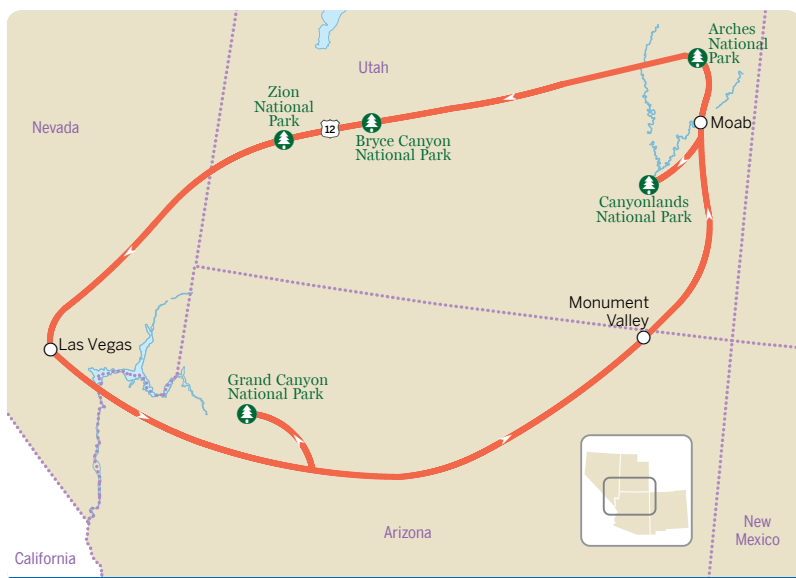 Arches
National
Park
Utah
Zion
National
Park
Nevada
12
Bryce Canyon
National Park
Moab
Canyonlands
National Park
Monument
Valley
Las Vegas
Grand Canyon
National Park
Arizona
New
Mexico
California